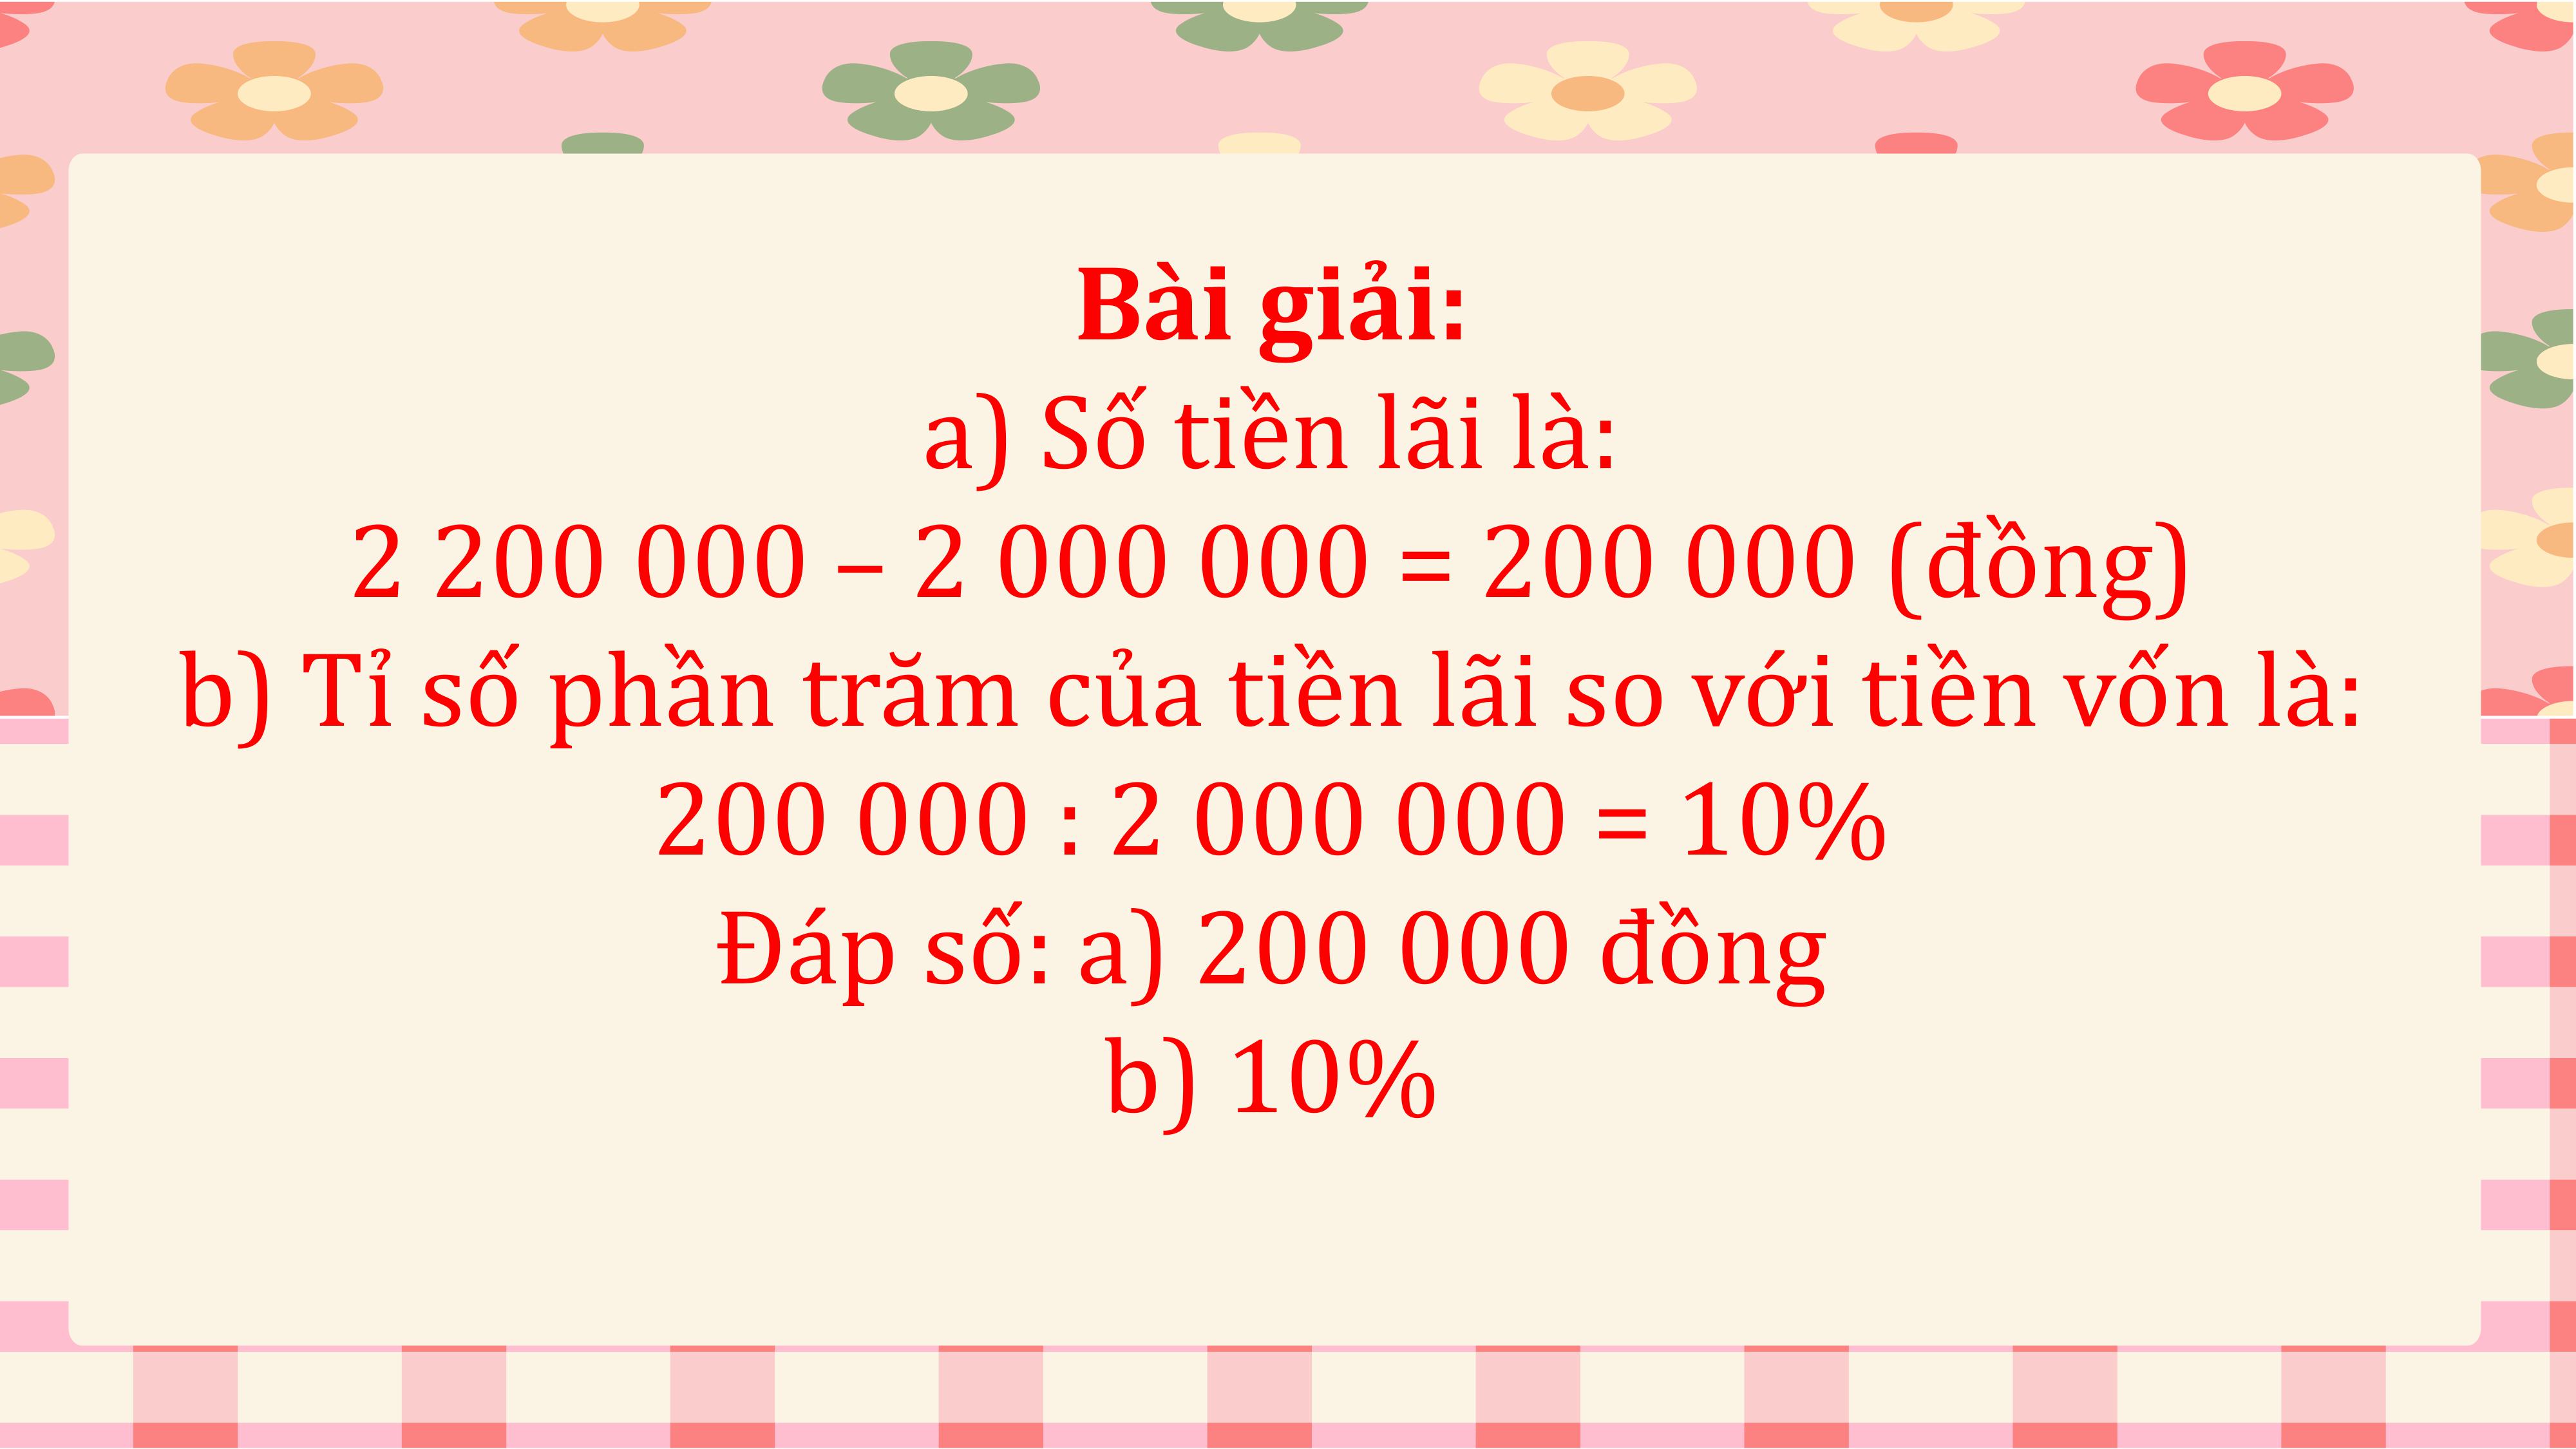 Bài giải:
a) Số tiền lãi là:
2 200 000 – 2 000 000 = 200 000 (đồng)
b) Tỉ số phần trăm của tiền lãi so với tiền vốn là:
200 000 : 2 000 000 = 10%
Đáp số: a) 200 000 đồng
b) 10%